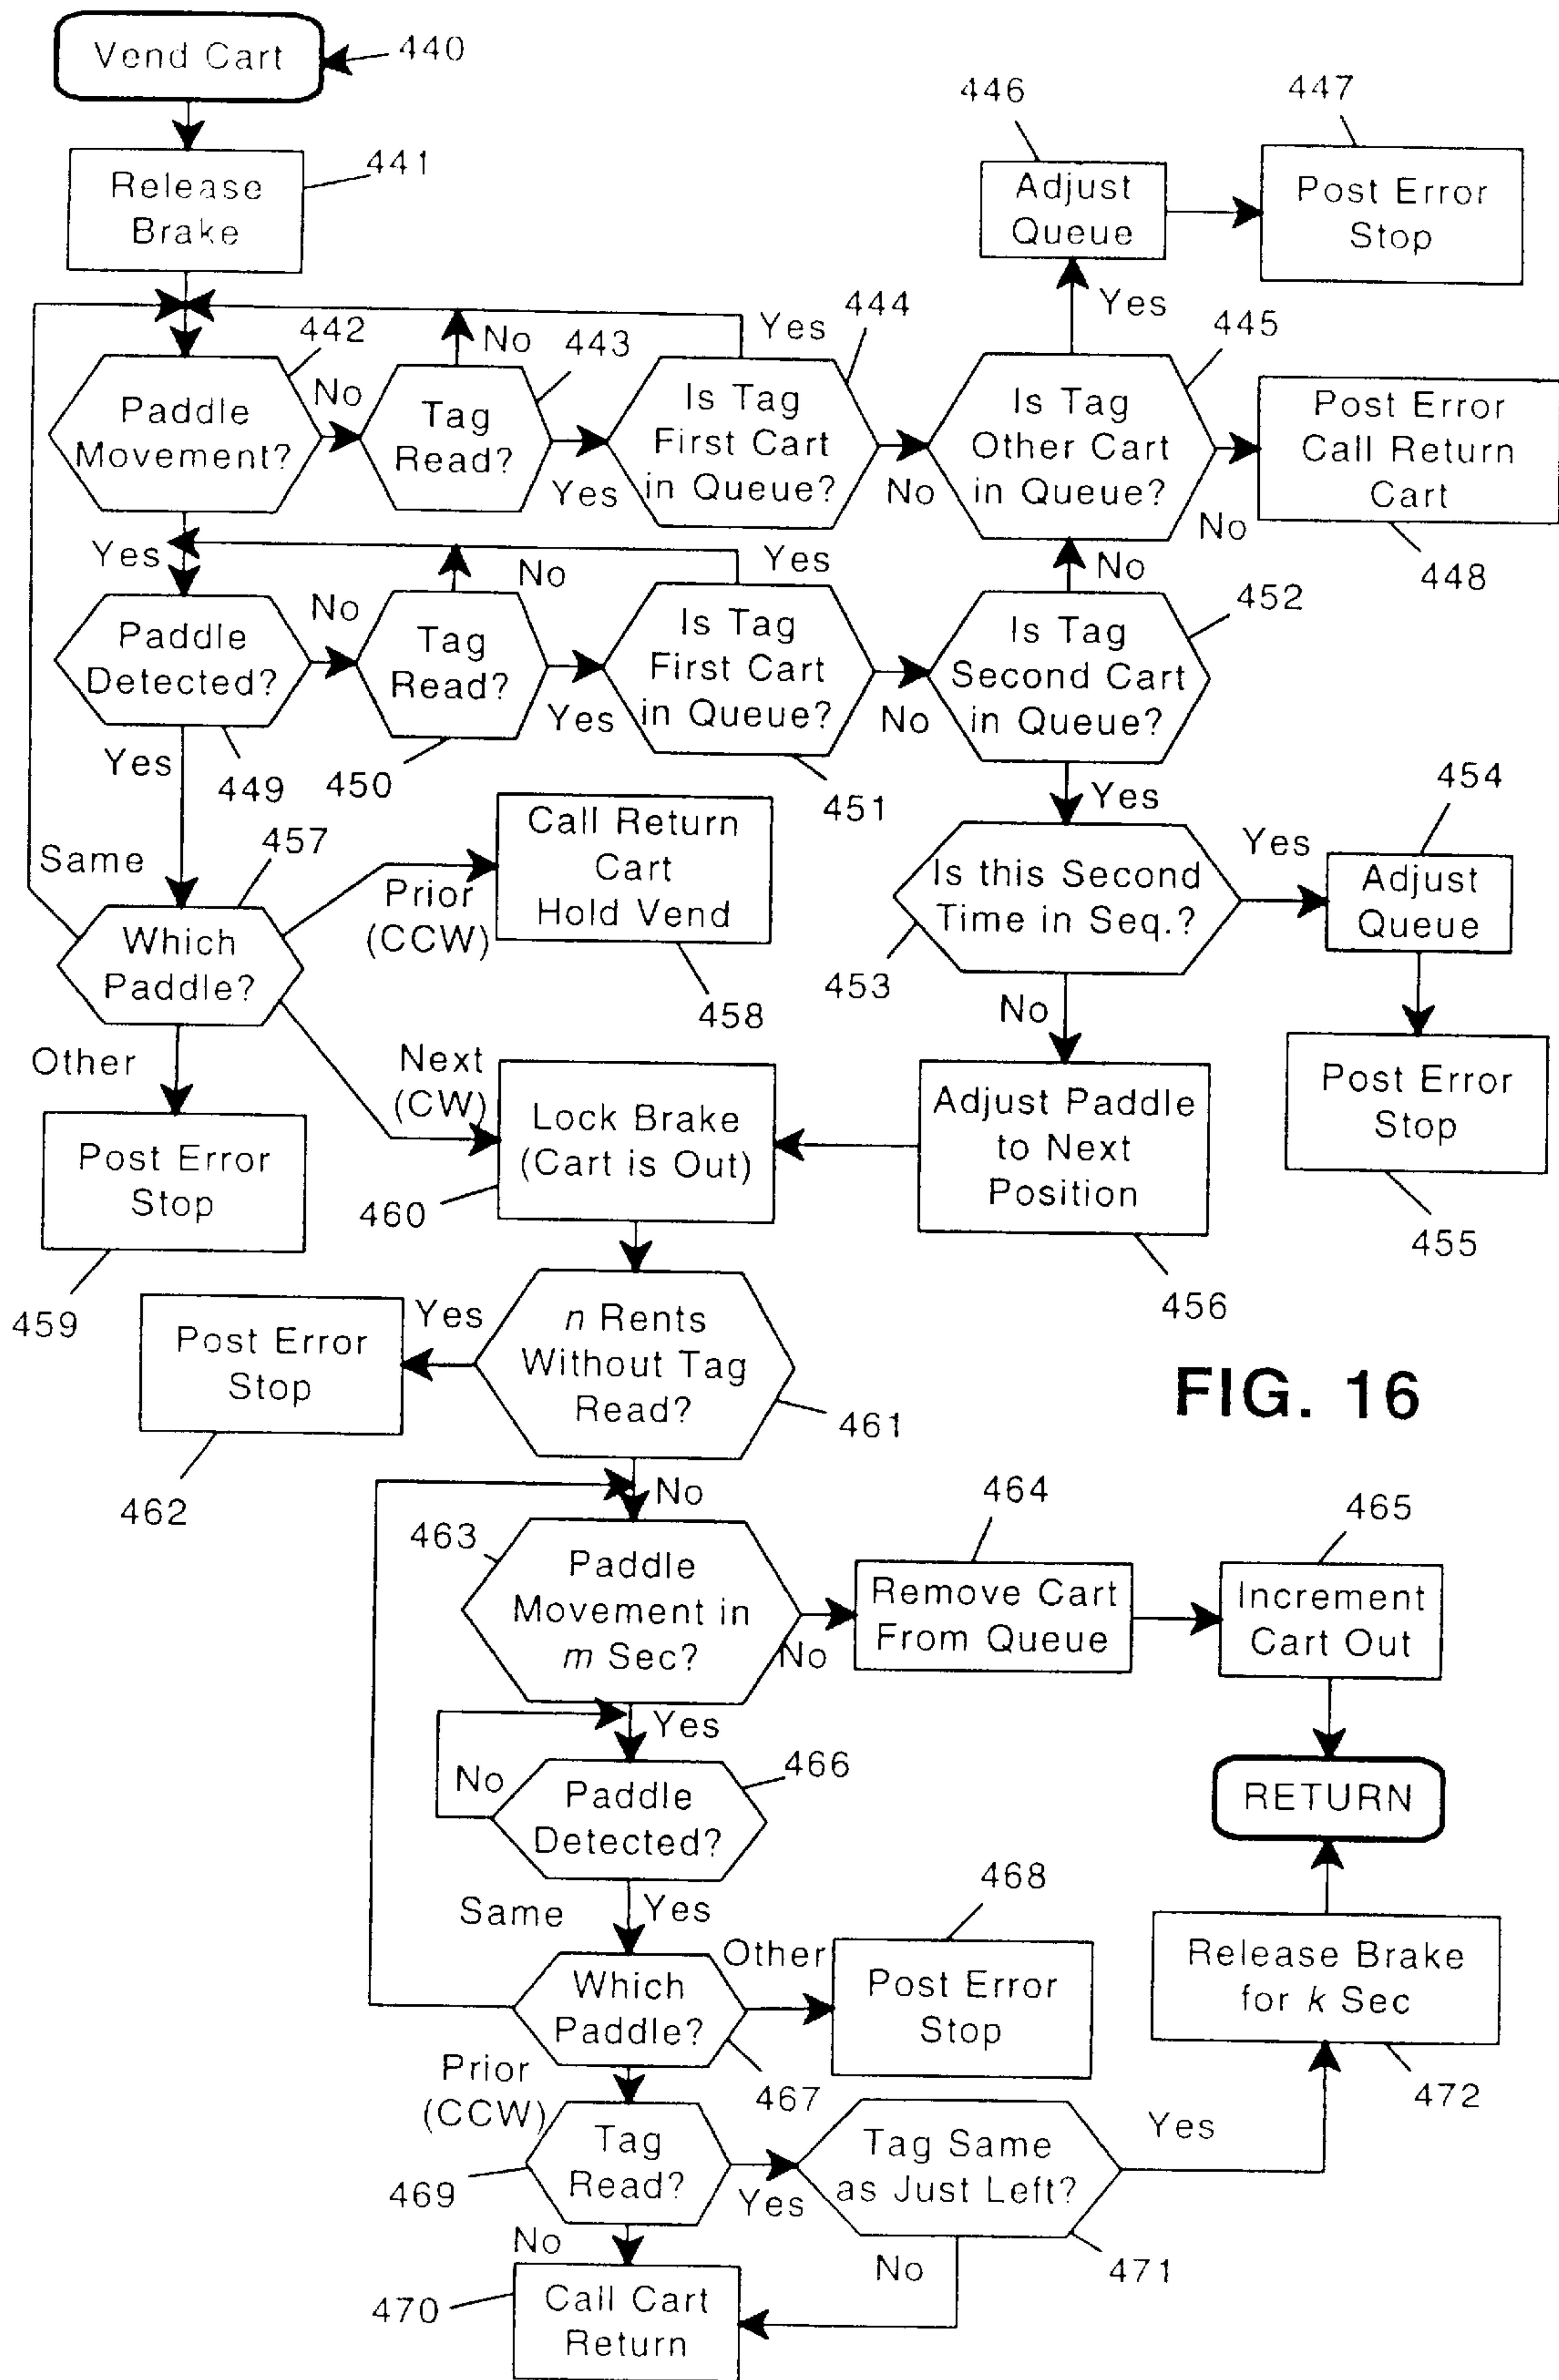 Vend Cart
440
Release
Brake
441
446
Adjust
Queue
447
Post Error
Stop
442
Paddle
Movement?
No
No
443
Tag
Read?
Yes
Yes
444
Is Tag
First Cart
in Queue?
No
Yes
445
Is Tag
Other Cart
in Queue?
No
Post Error
Call Return
Cart
448
Yes
Paddle
Detected?
449
No
No
Tag
Read?
450
Yes
Yes
Is Tag
First Cart
in Queue?
451
No
No
452
Is Tag
Second Cart
in Queue?
Yes
Yes
Same
457
Which
Paddle?
Prior
(CCW)
Call Return
Cart
Hold Vend
458
Is this Second
Time in Seq.?
453
Yes
454
Adjust
Queue
No
Other
Post Error
Stop
459
Next
(CW)
Lock Brake
(Cart is Out)
460
Adjust Paddle
to Next
Position
456
Post Error
Stop
455
Yes
Post Error
Stop
462
n Rents
Without Tag
Read?
461
FIG. 16
No
463
Paddle
Movement in
m Sec?
No
464
Remove Cart
From Queue
465
Increment
Cart Out
Yes
No
466
Paddle
Detected?
RETURN
Same
Yes
Which
Paddle?
467
Other
468
Post Error
Stop
Release Brake
for k Sec
472
Prior
(CCW)
Tag
Read?
469
Yes
Tag Same
as Just Left?
471
Yes
No
No
470
Call Cart
Return